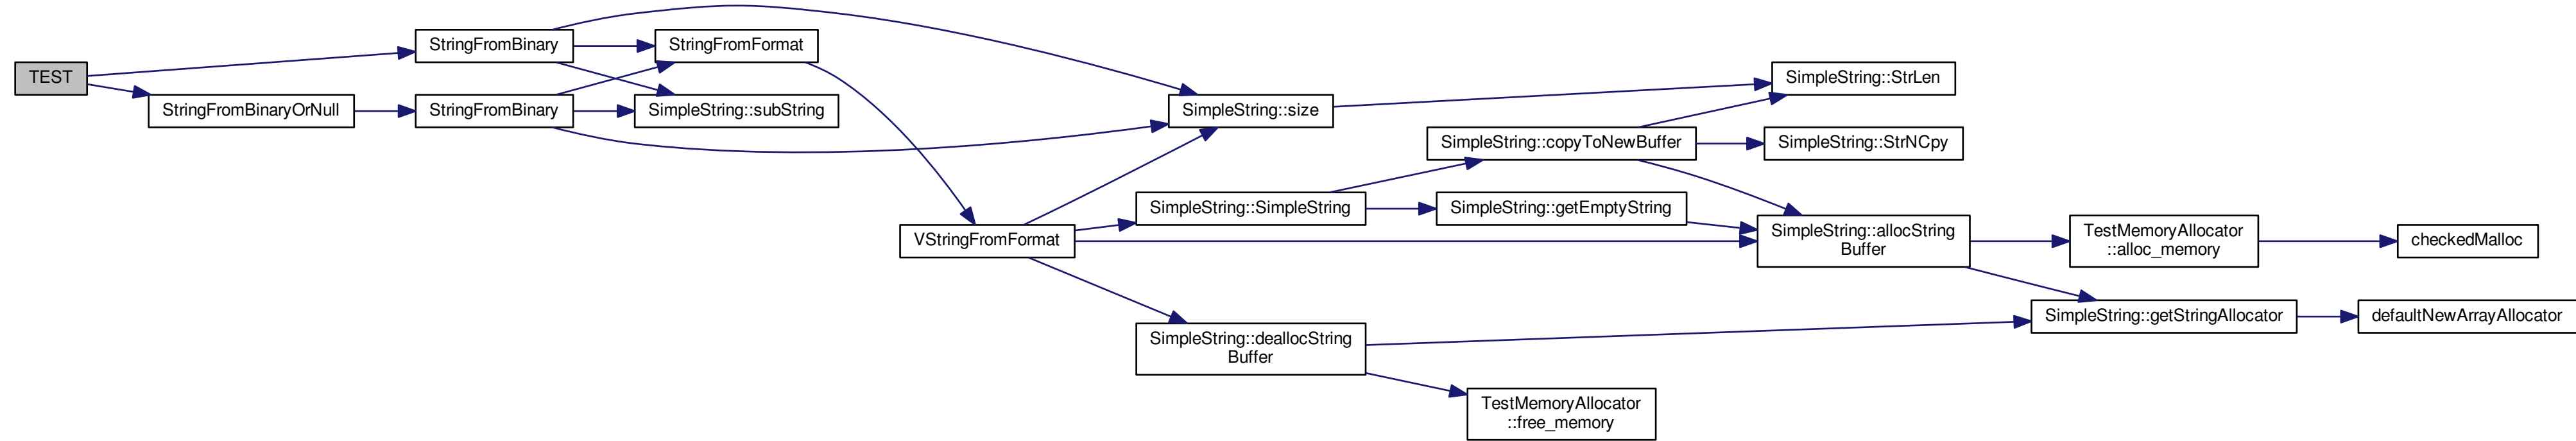 TEST
StringFromBinary
StringFromBinaryOrNull
StringFromBinary
StringFromFormat
SimpleString::subString
VStringFromFormat
SimpleString::size
SimpleString::SimpleString
SimpleString::deallocString
Buffer
SimpleString::copyToNewBuffer
SimpleString::getEmptyString
TestMemoryAllocator
::free_memory
SimpleString::StrLen
SimpleString::StrNCpy
SimpleString::allocString
Buffer
TestMemoryAllocator
::alloc_memory
SimpleString::getStringAllocator
checkedMalloc
defaultNewArrayAllocator